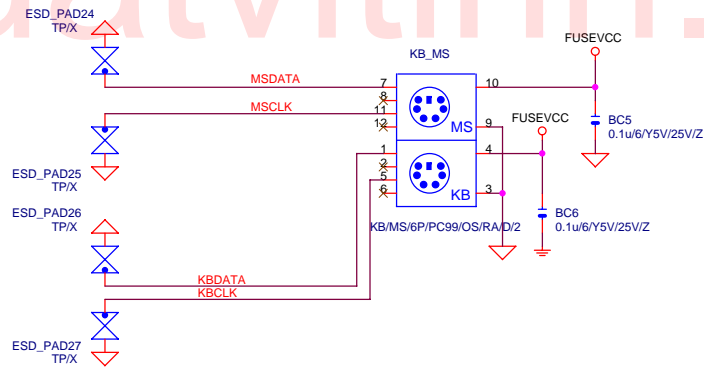 ESD_PAD24
TP/X
KB_MS
FUSEVCC
MSDATA
7
10
8
MSCLK
11
FUSEVCC
BC5
0.1u/6/Y5V/25V/Z
12
MS
9
1
4
2
ESD_PAD25
TP/X
5
6
KB
3
ESD_PAD26
TP/X
KB/MS/6P/PC99/OS/RA/D/2
BC6
0.1u/6/Y5V/25V/Z
KBDATA
KBCLK
ESD_PAD27
TP/X